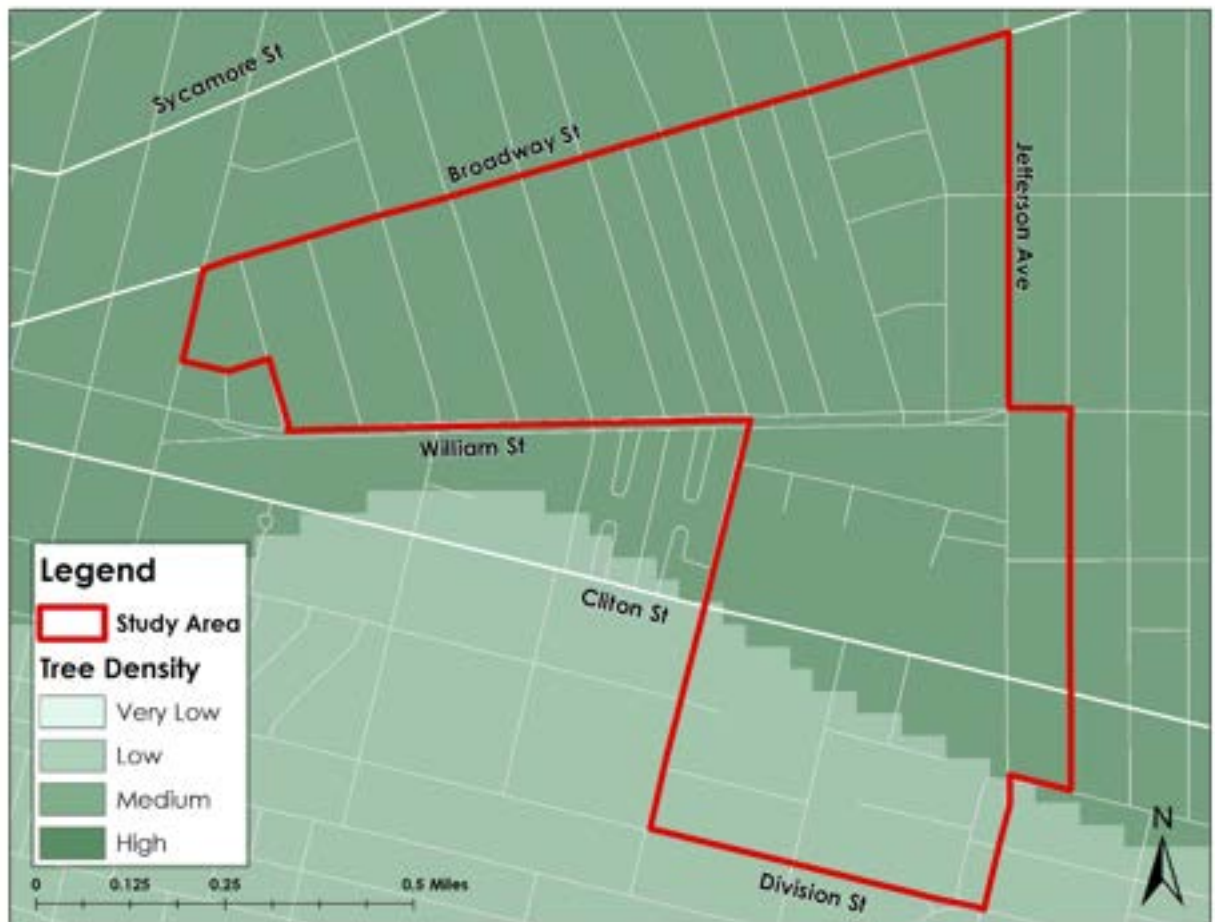 Sycamore St
Broadway St
Jefferson Ave
William St
Cliton St
Division St
Legend
Study Area
Tree Density
Very Low
Low
Medium
High
0 0.125 0.25 0.5 Miles
N